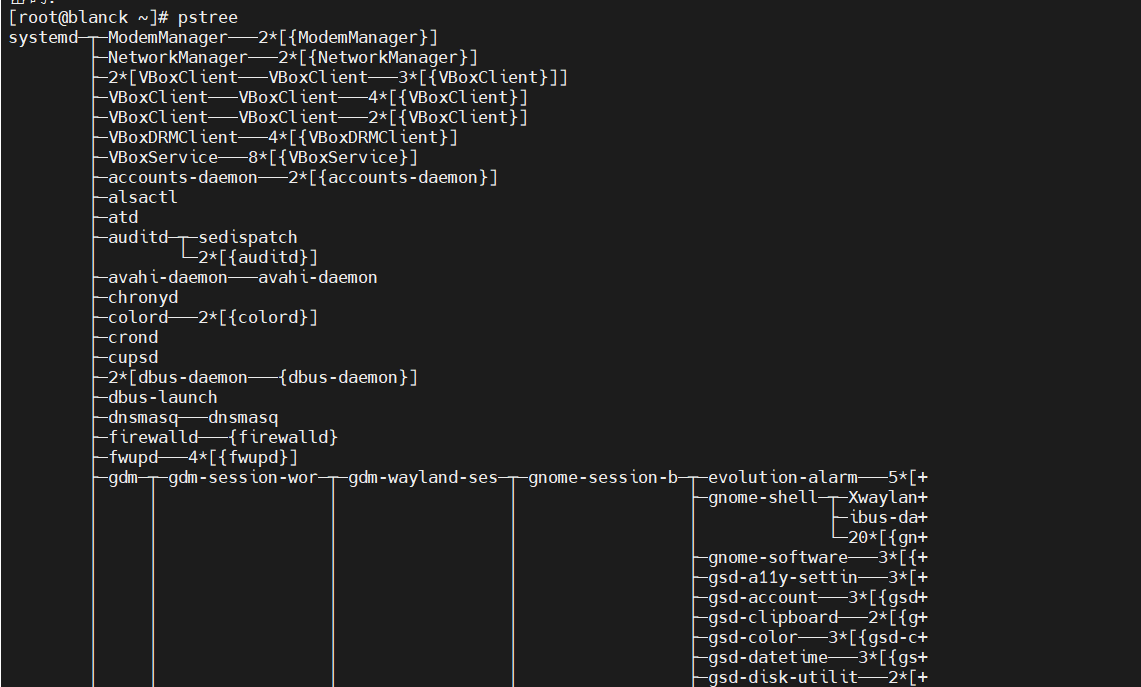 [root@blanck ~]# pstree
systemd─┬─ModemManager───2*[{ModemManager}]
        ├─NetworkManager───2*[{NetworkManager}]
        ├─2*[VBoxClient───VBoxClient───3*[{VBoxClient}]]
        ├─VBoxClient───VBoxClient───4*[{VBoxClient}]
        ├─VBoxClient───VBoxClient───2*[{VBoxClient}]
        ├─VBoxDRMClient───4*[{VBoxDRMClient}]
        ├─VBoxService───8*[{VBoxService}]
        ├─accounts-daemon───2*[{accounts-daemon}]
        ├─alsactl
        ├─atd
        ├─auditd─┬─sedispatch
        │        └─2*[{auditd}]
        ├─avahi-daemon───avahi-daemon
        ├─chronyd
        ├─colord───2*[{colord}]
        ├─crond
        ├─cupsd
        ├─2*[dbus-daemon───{dbus-daemon}]
        ├─dbus-launch
        ├─dnsmasq───dnsmasq
        ├─firewalld───{firewalld}
        ├─fwupd───4*[{fwupd}]
        ├─gdm─┬─gdm-session-wor─┬─gdm-wayland-ses─┬─gnome-session-b─┬─evolution-alarm───5*[+
        │     │                 │                 │                 ├─gnome-shell─┬─Xwaylan+
        │     │                 │                 │                 │             ├─ibus-da+
        │     │                 │                 │                 │             └─20*[{gn+
        │     │                 │                 │                 ├─gnome-software───3*[{+
        │     │                 │                 │                 ├─gsd-a11y-settin───3*[+
        │     │                 │                 │                 ├─gsd-account───3*[{gsd+
        │     │                 │                 │                 ├─gsd-clipboard───2*[{g+
        │     │                 │                 │                 ├─gsd-color───3*[{gsd-c+
        │     │                 │                 │                 ├─gsd-datetime───3*[{gs+
        │     │                 │                 │                 ├─gsd-disk-utilit───2*[+